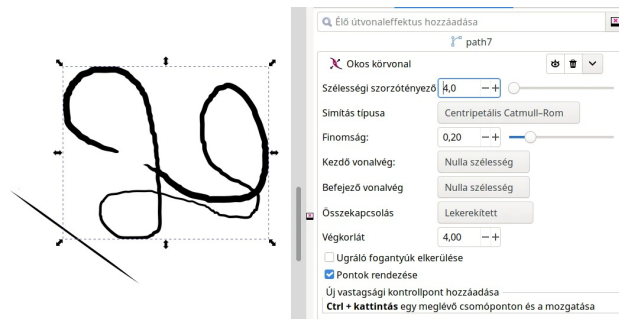 Élő útvonaleffektus hozzáadása
path7
Okos körvonal
Szélességi szorzótényező 4,0
Simítás típusa Centripetális Catmull–Rom
Finomság: 0,20
Kezdő vonalvég: Nulla szélesség
Befejező vonalvég Nulla szélesség
Összekapcsolás Lekerekített
Végkorlát 4,00
Ugráló fogantyúk elkerülése
Pontok rendezése
Új vastagsági kontrollpont hozzáadása
Ctrl + kattintás egy meglévő csomóponton és a mozgatása